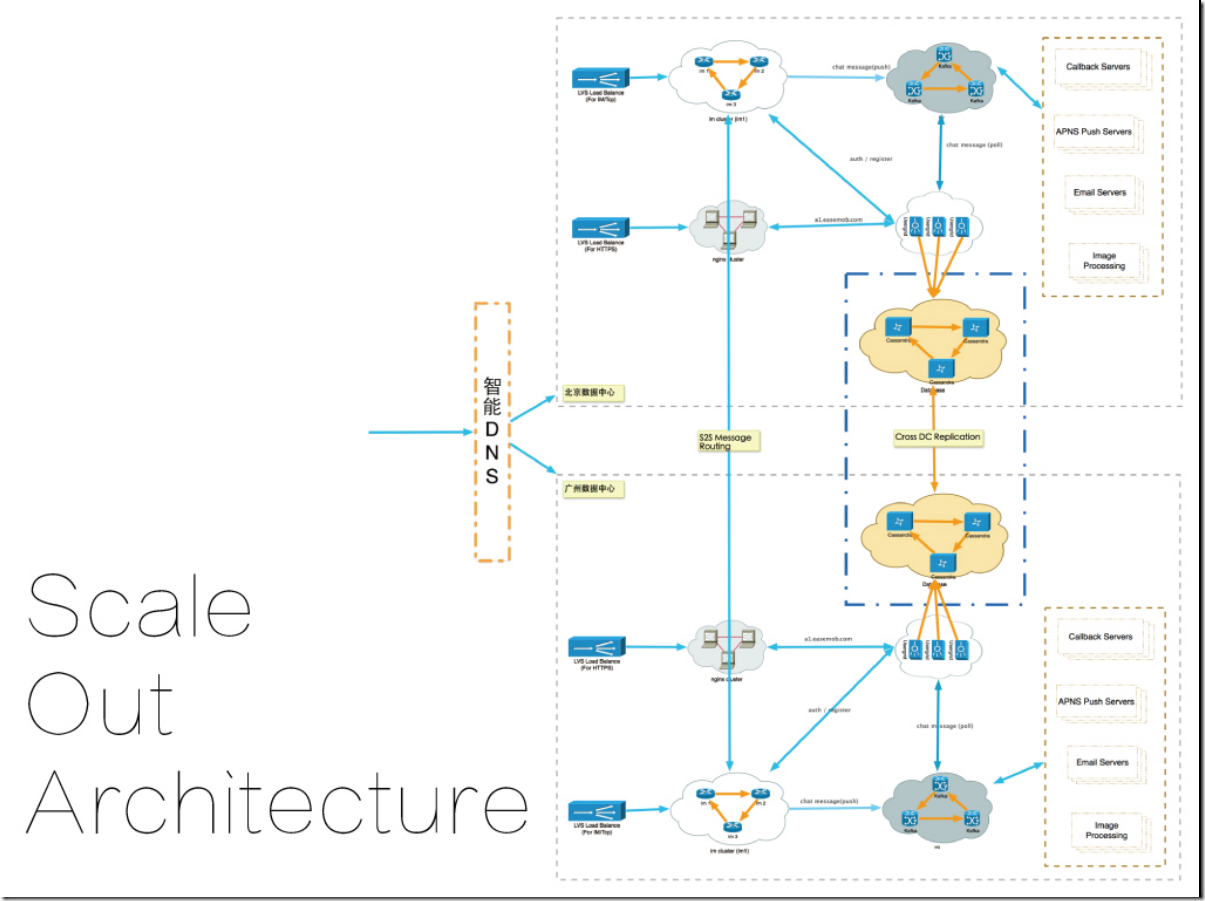 LVS Load Balance
(For IM/Tcp)
im 1
im 2
im 3
im cluster (im1)
chat message(push)
Kafka
Kafka
Kafka
Callback Servers
APNS Push Servers
Email Servers
Image
Processing
chat message (poll)
auth / register
LVS Load Balance
(For HTTPS)
nginx cluster
a1.easemob.com
Usergrid
Usergrid
Usergrid
Cassandra
Cassandra
Cassandra
Database
智
能
D
N
S
北京数据中心
S2S Message
Routing
Cross DC Replication
广州数据中心
Cassandra
Cassandra
Cassandra
Database
LVS Load Balance
(For HTTPS)
nginx cluster
a1.easemob.com
Usergrid
Usergrid
Usergrid
Callback Servers
APNS Push Servers
Email Servers
Image
Processing
auth / register
chat message (poll)
LVS Load Balance
(For IM/Tcp)
im 1
im 2
im 3
im cluster (im1)
chat message(push)
Kafka
Kafka
Kafka
Scale
Out
Architecture